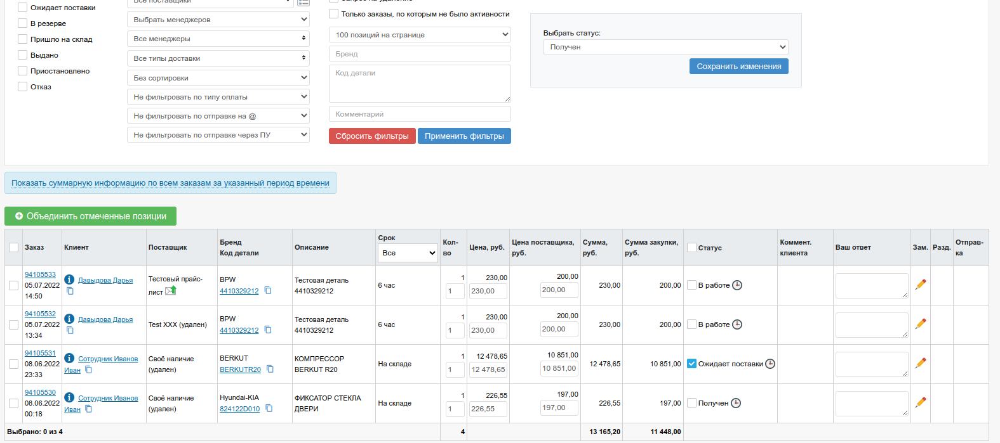 Все поставщики
Ожидает поставки
В резерве
Пришло на склад
Выдано
Приостановлено
Отказ
Выбрать менеджеров
Все менеджеры
Все типы доставки
Без сортировки
Не фильтровать по типу оплаты
Не фильтровать по отправке на @
Не фильтровать по отправке через ПУ
Только заказы, по которым не было активности
100 позиций на странице
Бренд
Код детали
Комментарий
Сбросить фильтры Применить фильтры
Выбрать статус:
Получен
Сохранить изменения
Показать суммарную информацию по всем заказам за указанный период времени
Объединить отмеченные позиции
Заказ
Клиент
Поставщик
Бренд
Код детали
Описание
Срок
Все
Кол-
во
Цена, руб.
Цена поставщика,
руб.
Сумма,
руб.
Сумма закупки,
руб.
Статус
Коммент.
клиента
Ваш ответ
Зам.
Разд.
Отправ-
ка
94105533
05.07.2022
14:50
Давыдова Дарья
Тестовый прайс-
лист
BPW
4410329212
Тестовая деталь
4410329212
6 час
1
1
230,00
230,00
200,00
200,00
230,00
200,00
В работе
94105532
05.07.2022
13:34
Давыдова Дарья
Test XXX (удален)
BPW
4410329212
Тестовая деталь
4410329212
6 час
1
1
230,00
230,00
200,00
200,00
230,00
200,00
В работе
94105531
08.06.2022
23:33
Сотрудник Иванов
Иван
Своё наличие
(удален)
BERKUT
BERKUTR20
КОМПРЕССОР
BERKUT R20
На складе
1
1
12 478,65
12 478,65
10 851,00
10 851,00
12 478,65
10 851,00
Ожидает поставки
94105530
08.06.2022
00:18
Сотрудник Иванов
Иван
Своё наличие
(удален)
Hyundai-KIA
824122D010
ФИКСАТОР СТЕКЛА
ДВЕРИ
На складе
1
1
226,55
226,55
197,00
197,00
226,55
197,00
Получен
Выбрано: 0 из 4
4
13 165,20
11 448,00